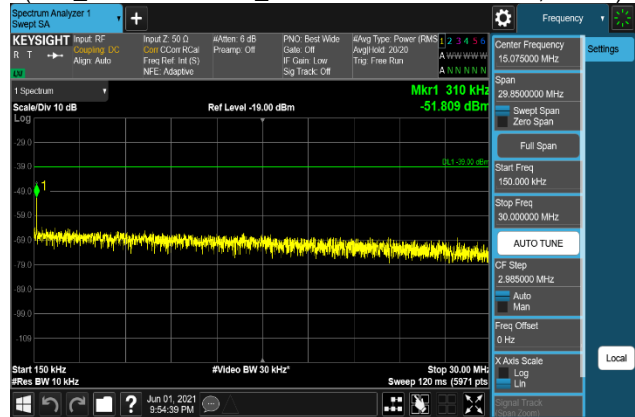 Spectrum Analyzer 1
Swept SA
Frequency
KEYSIGHT
R T
Input: RF
Coupling: DC
Align: Auto
Input Z: 50 Ω
Corr CCorr RCal
Freq Ref: Int (S)
NFE: Adaptive
#Atten: 6 dB
Preamp: Off
PNO: Best Wide
Gate: Off
IF Gain: Low
Sig Track: Off
#Avg Type: Power (RMS
Avg|Hold: 20/20
Trig: Free Run
1 2 3 4 5 6
A WW WW W
A N N N N N
LW
1 Spectrum
Scale/Div 10 dB
Log
Ref Level -19.00 dBm
Mkr1 310 kHz
-51.809 dBm
DL1 -39.00 dBm
1
-29.0
-39.0
-49.0
-59.0
-69.0
-79.0
-89.0
-99.0
-109
Start 150 kHz
#Res BW 10 kHz
#Video BW 30 kHz*
Stop 30.00 MHz
Sweep 120 ms (5971 pts
Center Frequency
15.075000 MHz
Settings
Span
29.8500000 MHz
Swept Span
Zero Span
Full Span
Start Freq
150.000 kHz
Stop Freq
30.000000 MHz
AUTO TUNE
CF Step
2.985000 MHz
Auto
Man
Freq Offset
0 Hz
X Axis Scale
Log
Lin
Local
Signal Track
(Span Zoom)
?
Jun 01, 2021
9:54:39 PM